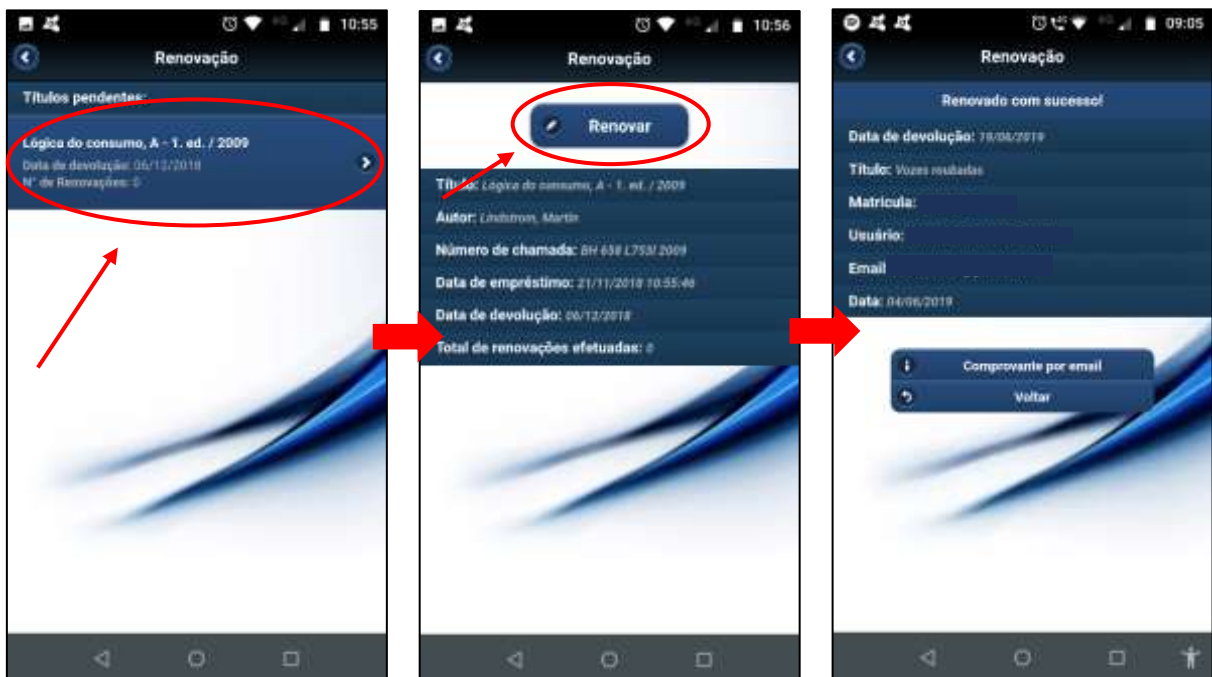 10:55
Renovação
Títulos pendentes:
Lógica do consumo, A - 1. ed. / 2009
Data de devolução: 06/12/2018
N° de Renovações: 0
10:56
Renovação
Renovar
Título: Lógica do consumo, A - 1. ed. / 2009
Autor: Lindstrom, Martin
Número de chamada: BH 658 L753l 2009
Data de empréstimo: 21/11/2018 10:55:46
Data de devolução: 06/12/2018
Total de renovações efetuadas: 0
09:05
Renovação
Renovado com sucesso!
Data de devolução: 19/06/2019
Título: Vozes roubadas
Matrícula:
Usuário:
Email
Data: 04/06/2019
Comprovante por email
Voltar